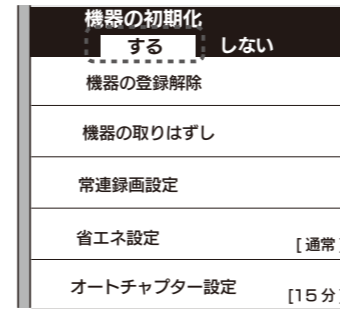 機器の初期化
する しない
機器の登録解除
機器の取りはずし
常連録画設定
省エネ設定 [通常]
オートチャプター設定 [15分]